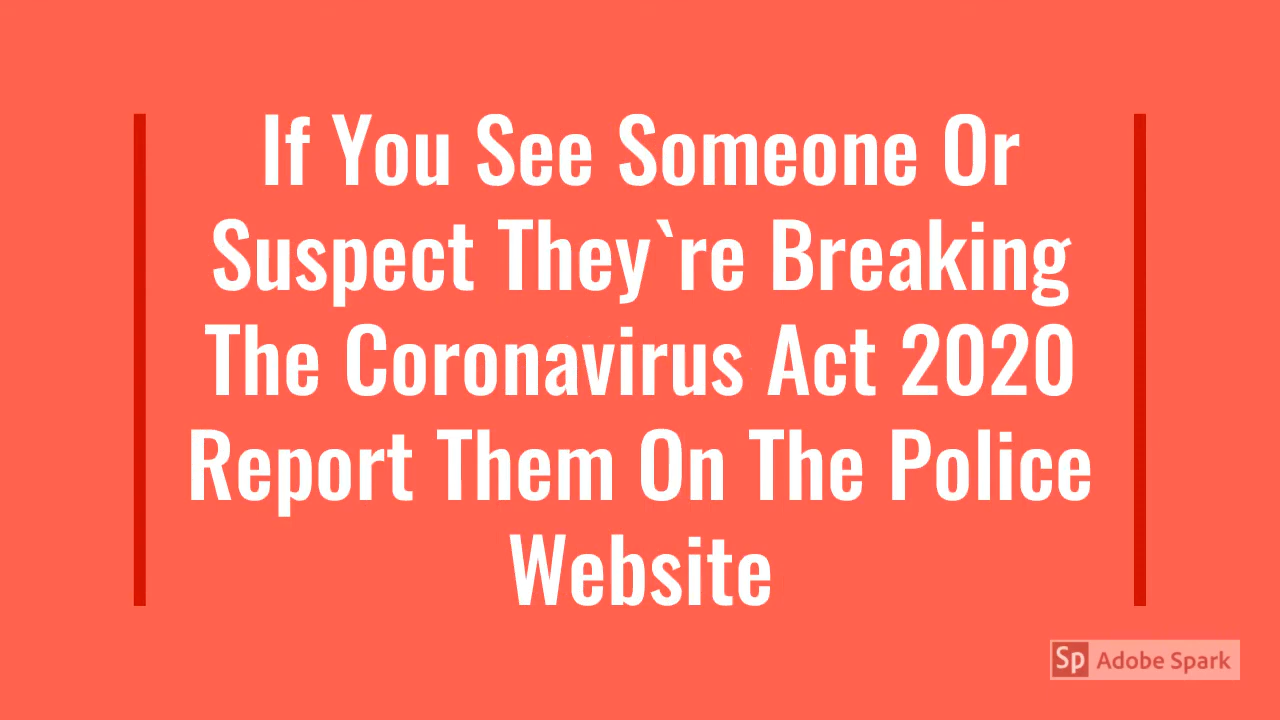 If You See Someone Or
Suspect They`re Breaking
The Coronavirus Act 2020
Report Them On The Police
Website
Sp Adobe Spark